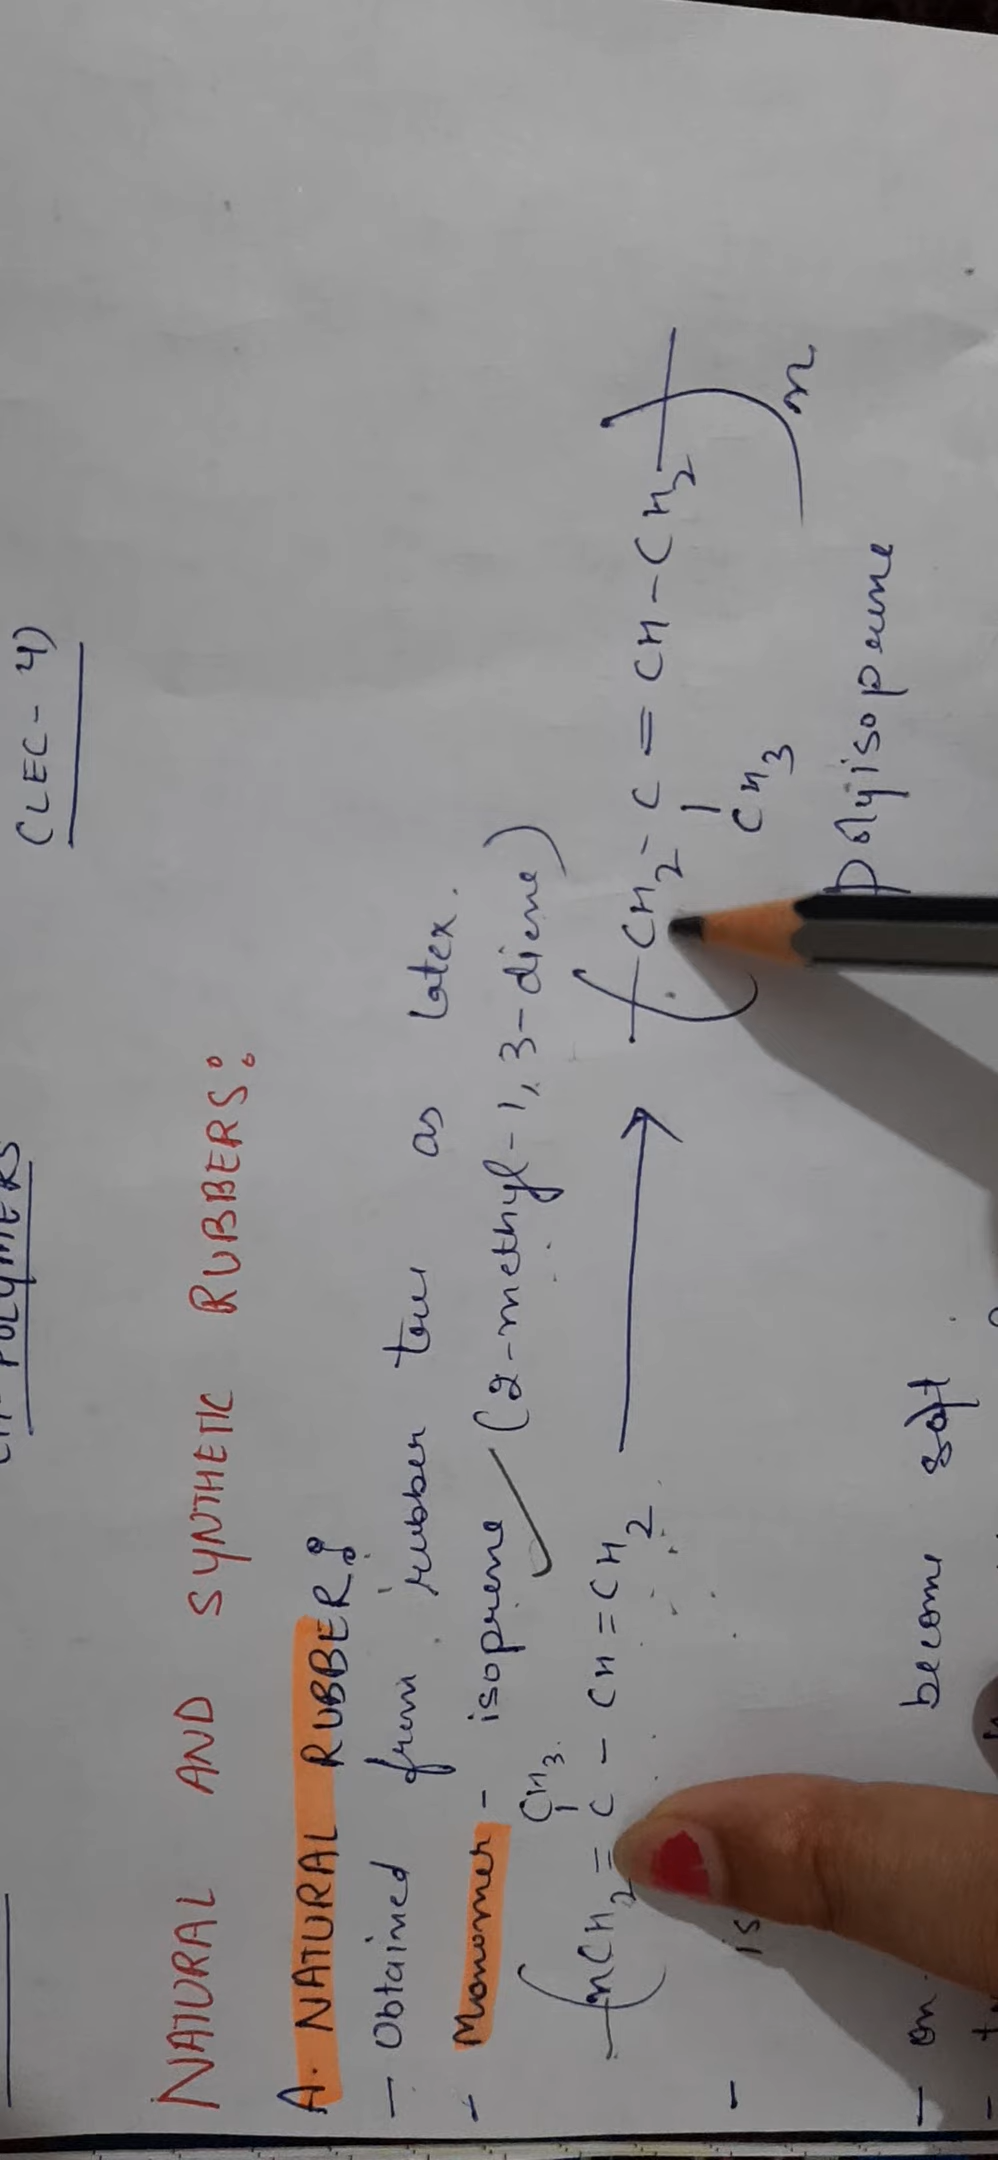 POLYMERS (LEC-4)
NATURAL AND SYNTHETIC RUBBERS:
A. NATURAL RUBBER:
- Obtained from rubber tree as latex.
- Monomer - isoprene (2-methyl-1,3-diene)
CH3
nCH2=C-CH=CH2 → (CH2-C=CH-CH2)n
CH3
polyisoprene
- is
- on become soft